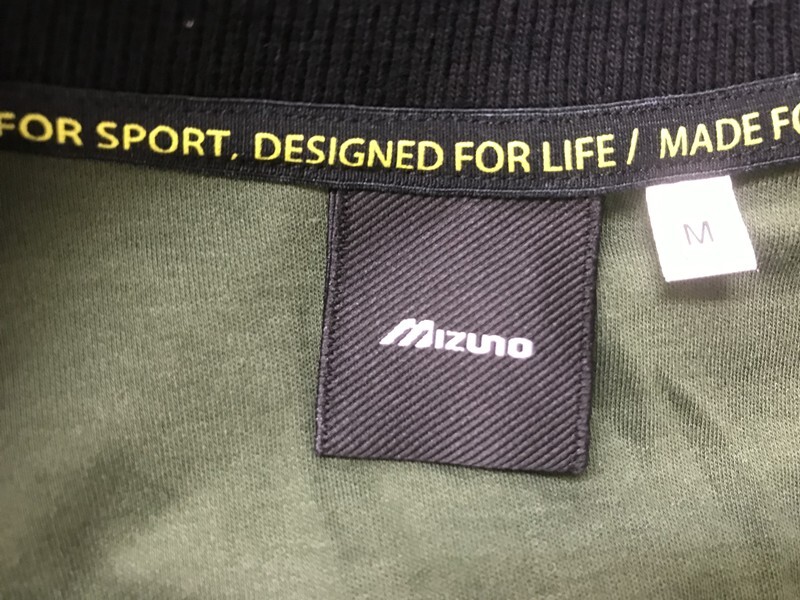 FOR SPORT, DESIGNED FOR LIFE / MADE FO
MIZUNO
M